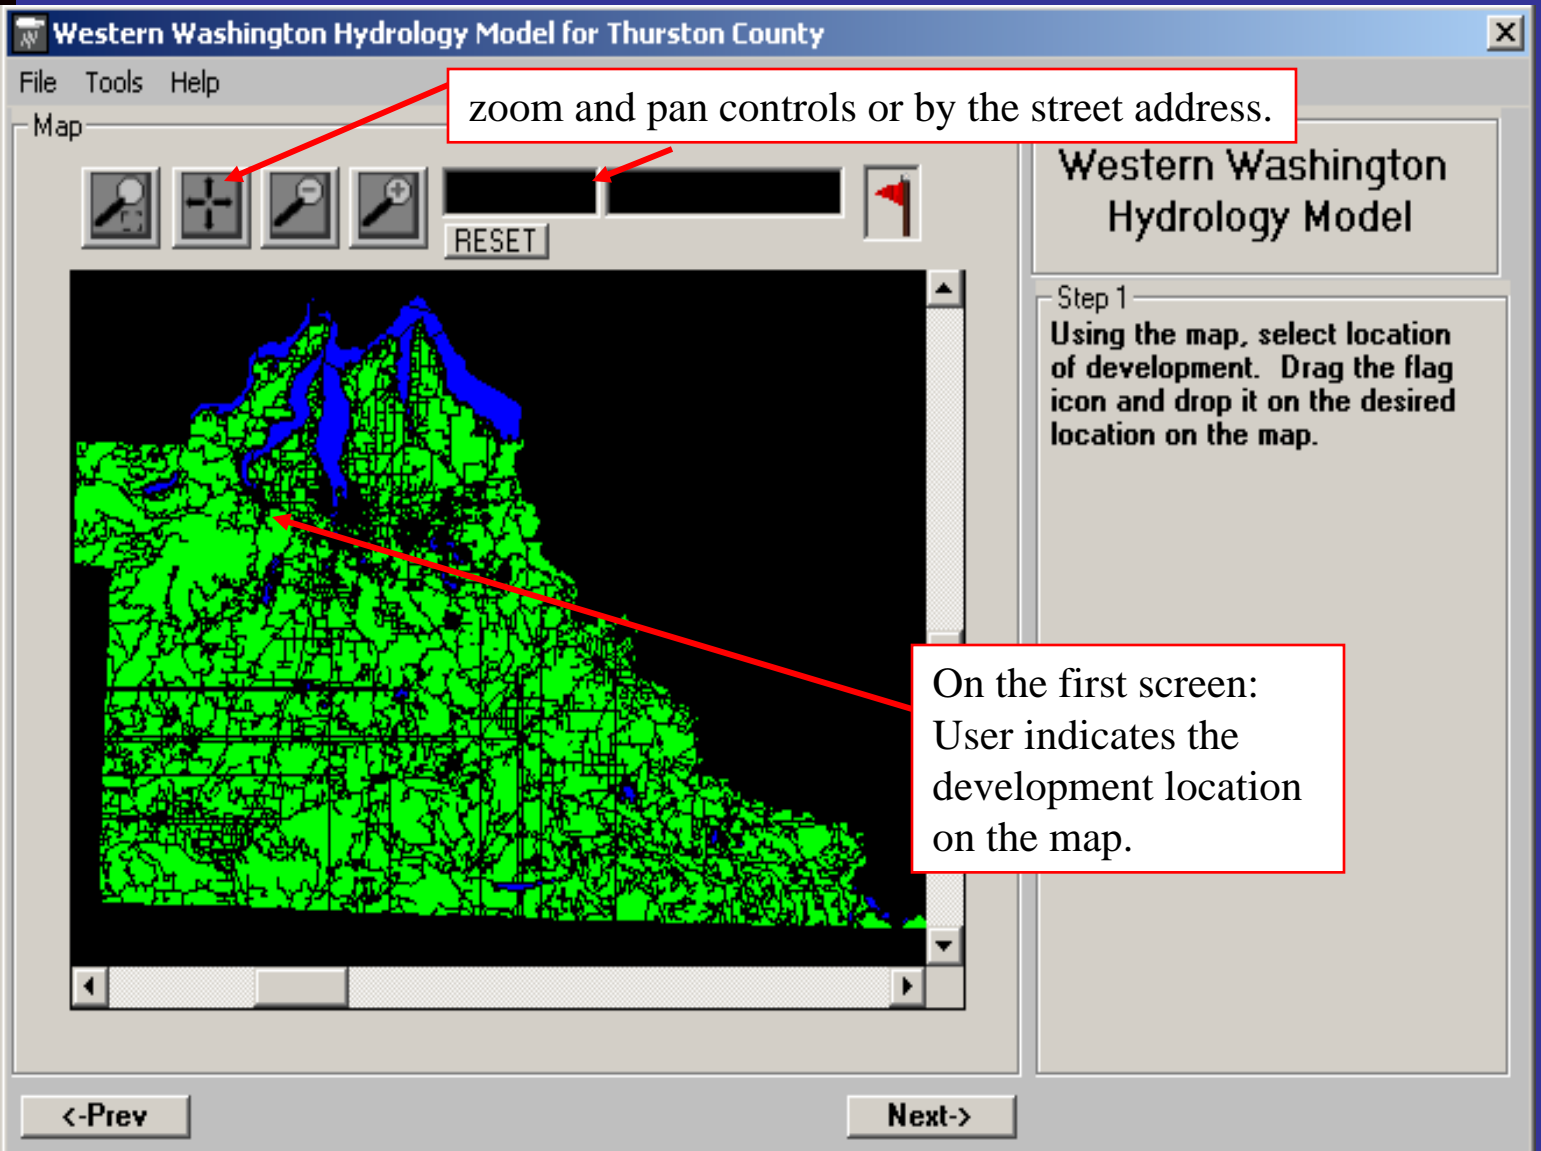 Western Washington Hydrology Model for Thurston County
File Tools Help
zoom and pan controls or by the street address.
Map
RESET
Western Washington
Hydrology Model
Step 1
Using the map, select location
of development. Drag the flag
icon and drop it on the desired
location on the map.
On the first screen:
User indicates the
development location
on the map.
<-Prev
Next->